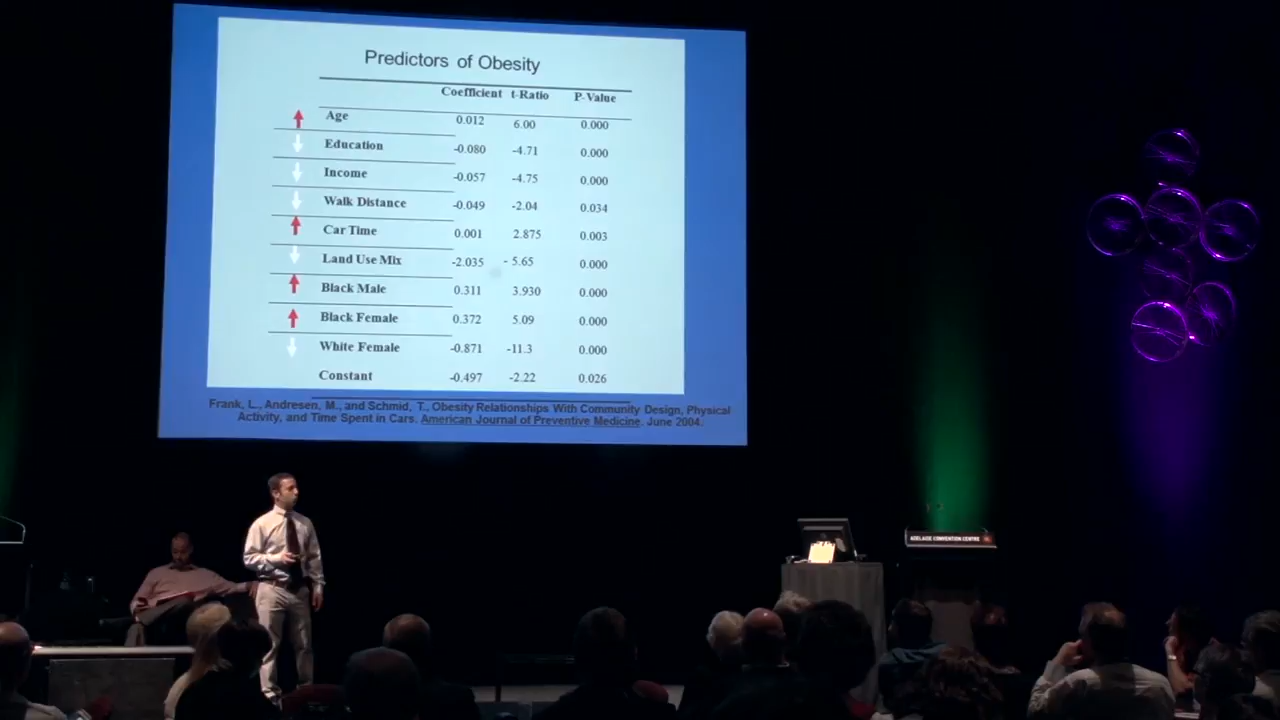 Predictors of Obesity
Coefficient t-Ratio P-Value
Age 0.012 6.00 0.000
Education -0.080 -4.71 0.000
Income -0.057 -4.75 0.000
Walk Distance -0.049 -2.04 0.034
Car Time 0.001 2.875 0.003
Land Use Mix -2.035 - 5.65 0.000
Black Male 0.311 3.930 0.000
Black Female 0.372 5.09 0.000
White Female -0.871 -11.3 0.000
Constant -0.497 -2.22 0.026
Frank, L., Andresen, M., and Schmid, T., Obesity Relationships With Community Design, Physical
Activity, and Time Spent in Cars. American Journal of Preventive Medicine. June 2004.
ADELAIDE CONVENTION CENTRE